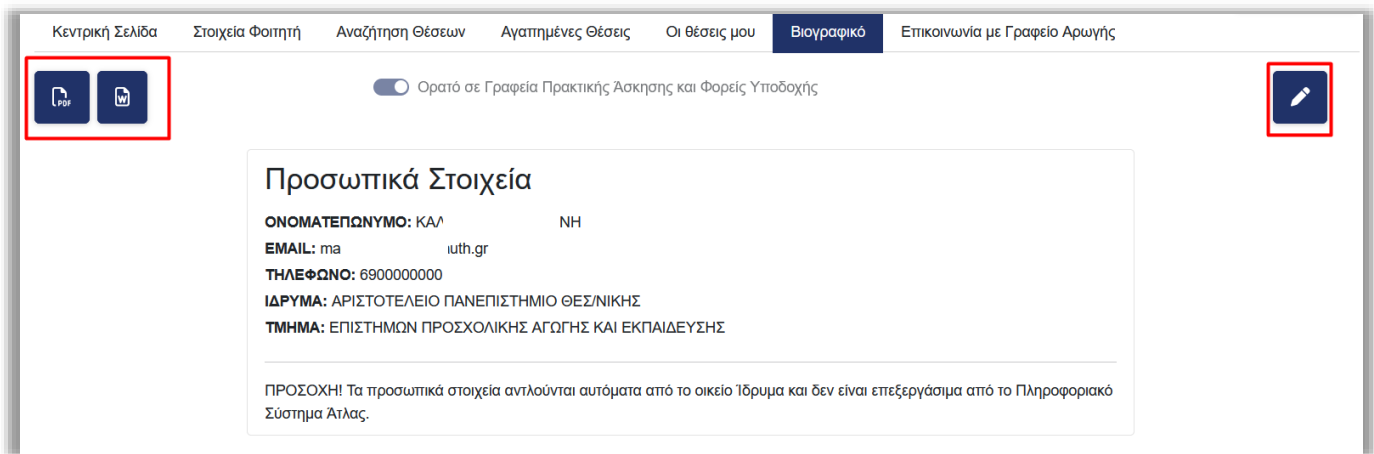 Κεντρική Σελίδα Στοιχεία Φοιτητή Αναζήτηση Θέσεων Αγαπημένες Θέσεις Οι θέσεις μου Βιογραφικό Επικοινωνία με Γραφείο Αρωγής
PDF W Ορατό σε Γραφεία Πρακτικής Άσκησης και Φορείς Υποδοχής
Προσωπικά Στοιχεία
ΟΝΟΜΑΤΕΠΩΝΥΜΟ: ΚΑΛ ΝΗ
EMAIL: ma uth.gr
ΤΗΛΕΦΩΝΟ: 6900000000
ΙΔΡΥΜΑ: ΑΡΙΣΤΟΤΕΛΕΙΟ ΠΑΝΕΠΙΣΤΗΜΙΟ ΘΕΣ/ΝΙΚΗΣ
ΤΜΗΜΑ: ΕΠΙΣΤΗΜΩΝ ΠΡΟΣΧΟΛΙΚΗΣ ΑΓΩΓΗΣ ΚΑΙ ΕΚΠΑΙΔΕΥΣΗΣ
ΠΡΟΣΟΧΗ! Τα προσωπικά στοιχεία αντλούνται αυτόματα από το οικείο Ίδρυμα και δεν είναι επεξεργάσιμα από το Πληροφοριακό
Σύστημα Άτλας.